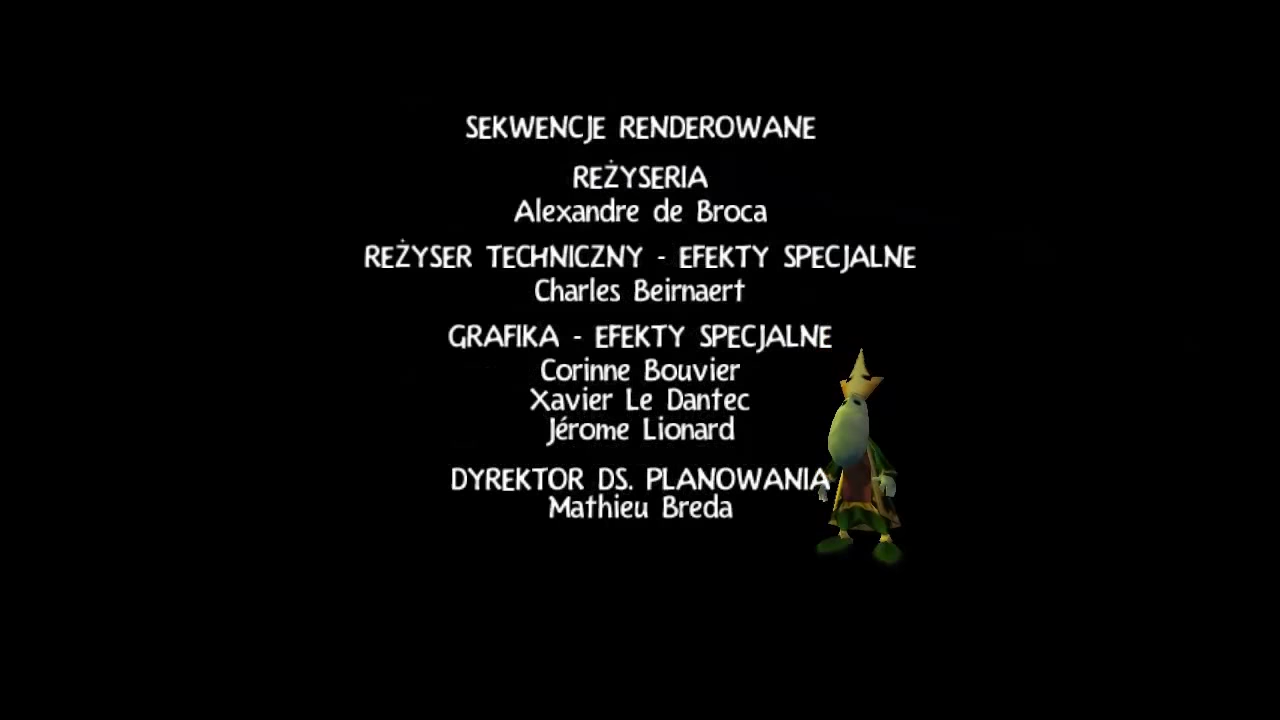 SEKWENCJE RENDEROWANE
REŻYSERIA
Alexandre de Broca
REŻYSER TECHNICZNY - EFEKTY SPECJALNE
Charles Beirnaert
GRAFIKA - EFEKTY SPECJALNE
Corinne Bouvier
Xavier Le Dantec
Jérome Lionard
DYREKTOR DS. PLANOWANIA
Mathieu Breda